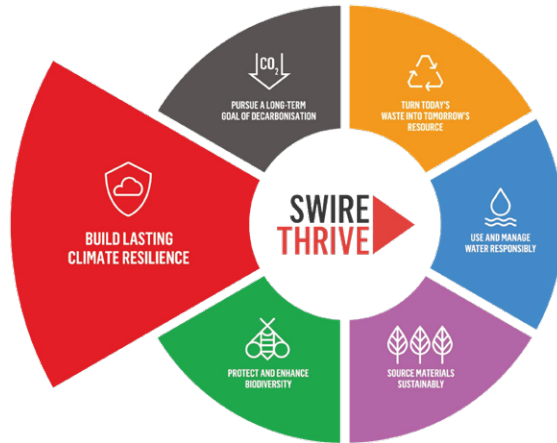 CO2
PURSUE A LONG-TERM
GOAL OF DECARBONISATION
TURN TODAY'S
WASTE INTO TOMORROW'S
RESOURCE
BUILD LASTING
CLIMATE RESILIENCE
SWIRE
THRIVE
USE AND MANAGE
WATER RESPONSIBLY
PROTECT AND ENHANCE
BIODIVERSITY
SOURCE MATERIALS
SUSTAINABLY